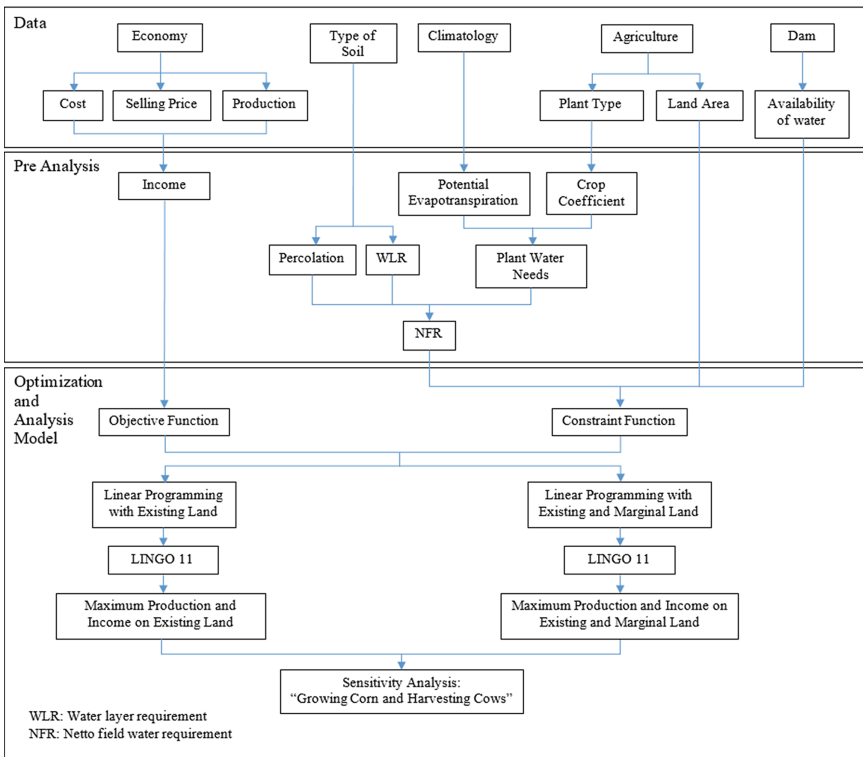 Data
Economy
Type of
Soil
Climatology
Agriculture
Dam
Cost
Selling Price
Production
Plant Type
Land Area
Availability
of water
Pre Analysis
Income
Potential
Evapotranspiration
Crop
Coefficient
Percolation
WLR
Plant Water
Needs
NFR
Optimization
and
Analysis
Model
Objective Function
Constraint Function
Linear Programming
with Existing Land
Linear Programming with
Existing and Marginal Land
LINGO 11
LINGO 11
Maximum Production and
Income on Existing Land
Maximum Production and Income on
Existing and Marginal Land
Sensitivity Analysis:
“Growing Corn and Harvesting Cows”
WLR: Water layer requirement
NFR: Netto field water requirement